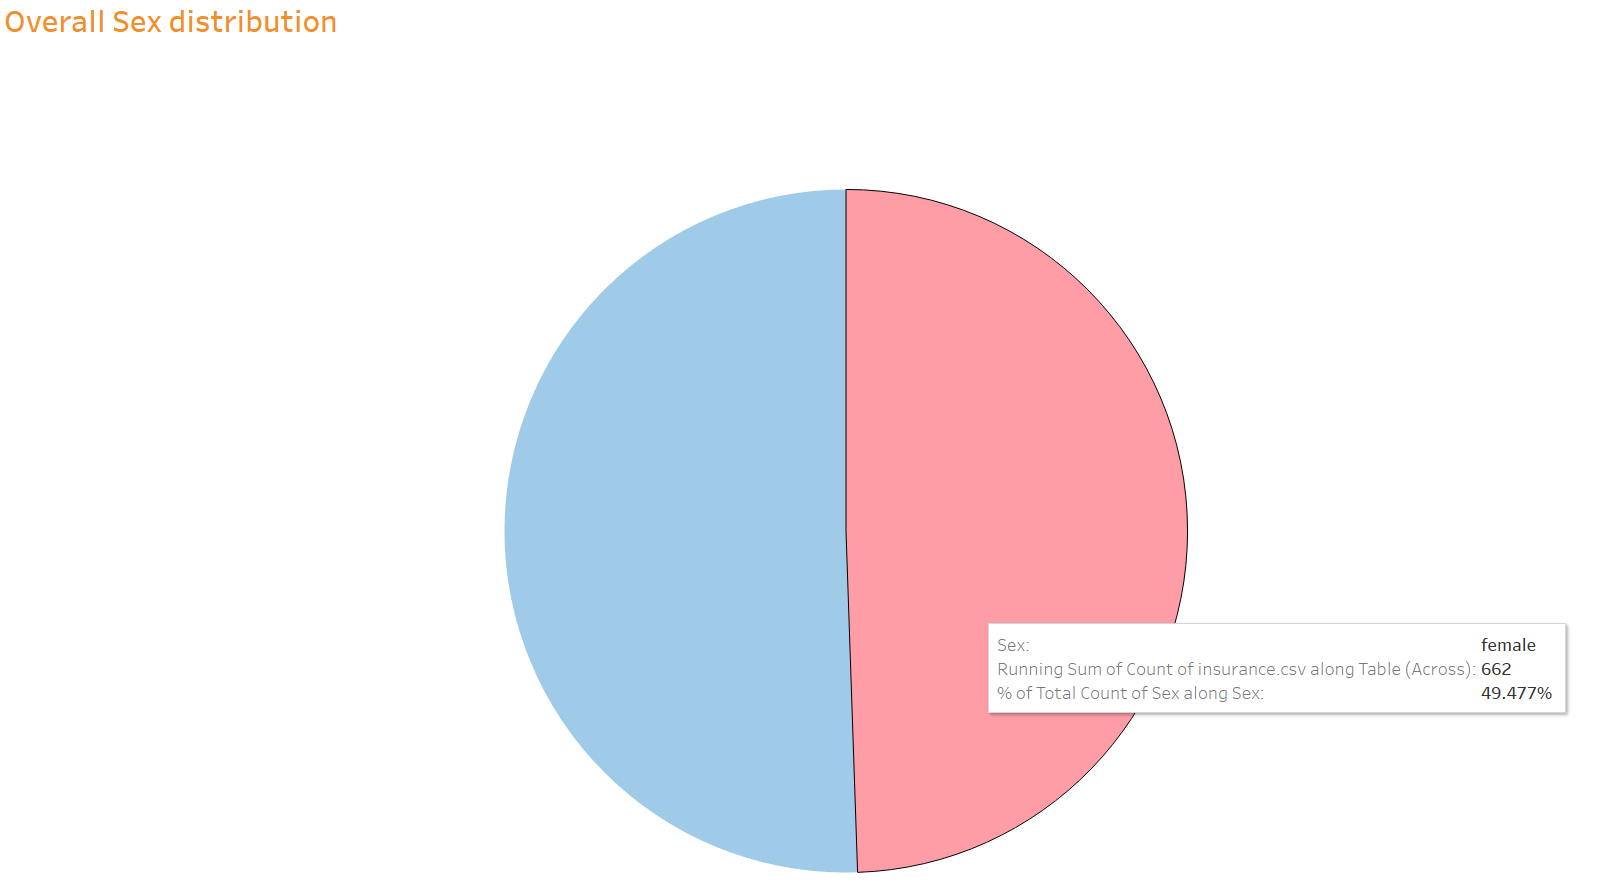 Overall Sex distribution
Sex: female
Running Sum of Count of insurance.csv along Table (Across): 662
% of Total Count of Sex along Sex: 49.477%